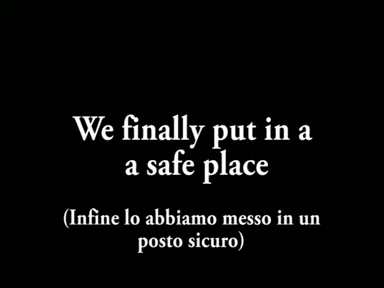 We finally put in a
a safe place
(Infine lo abbiamo messo in un
posto sicuro)